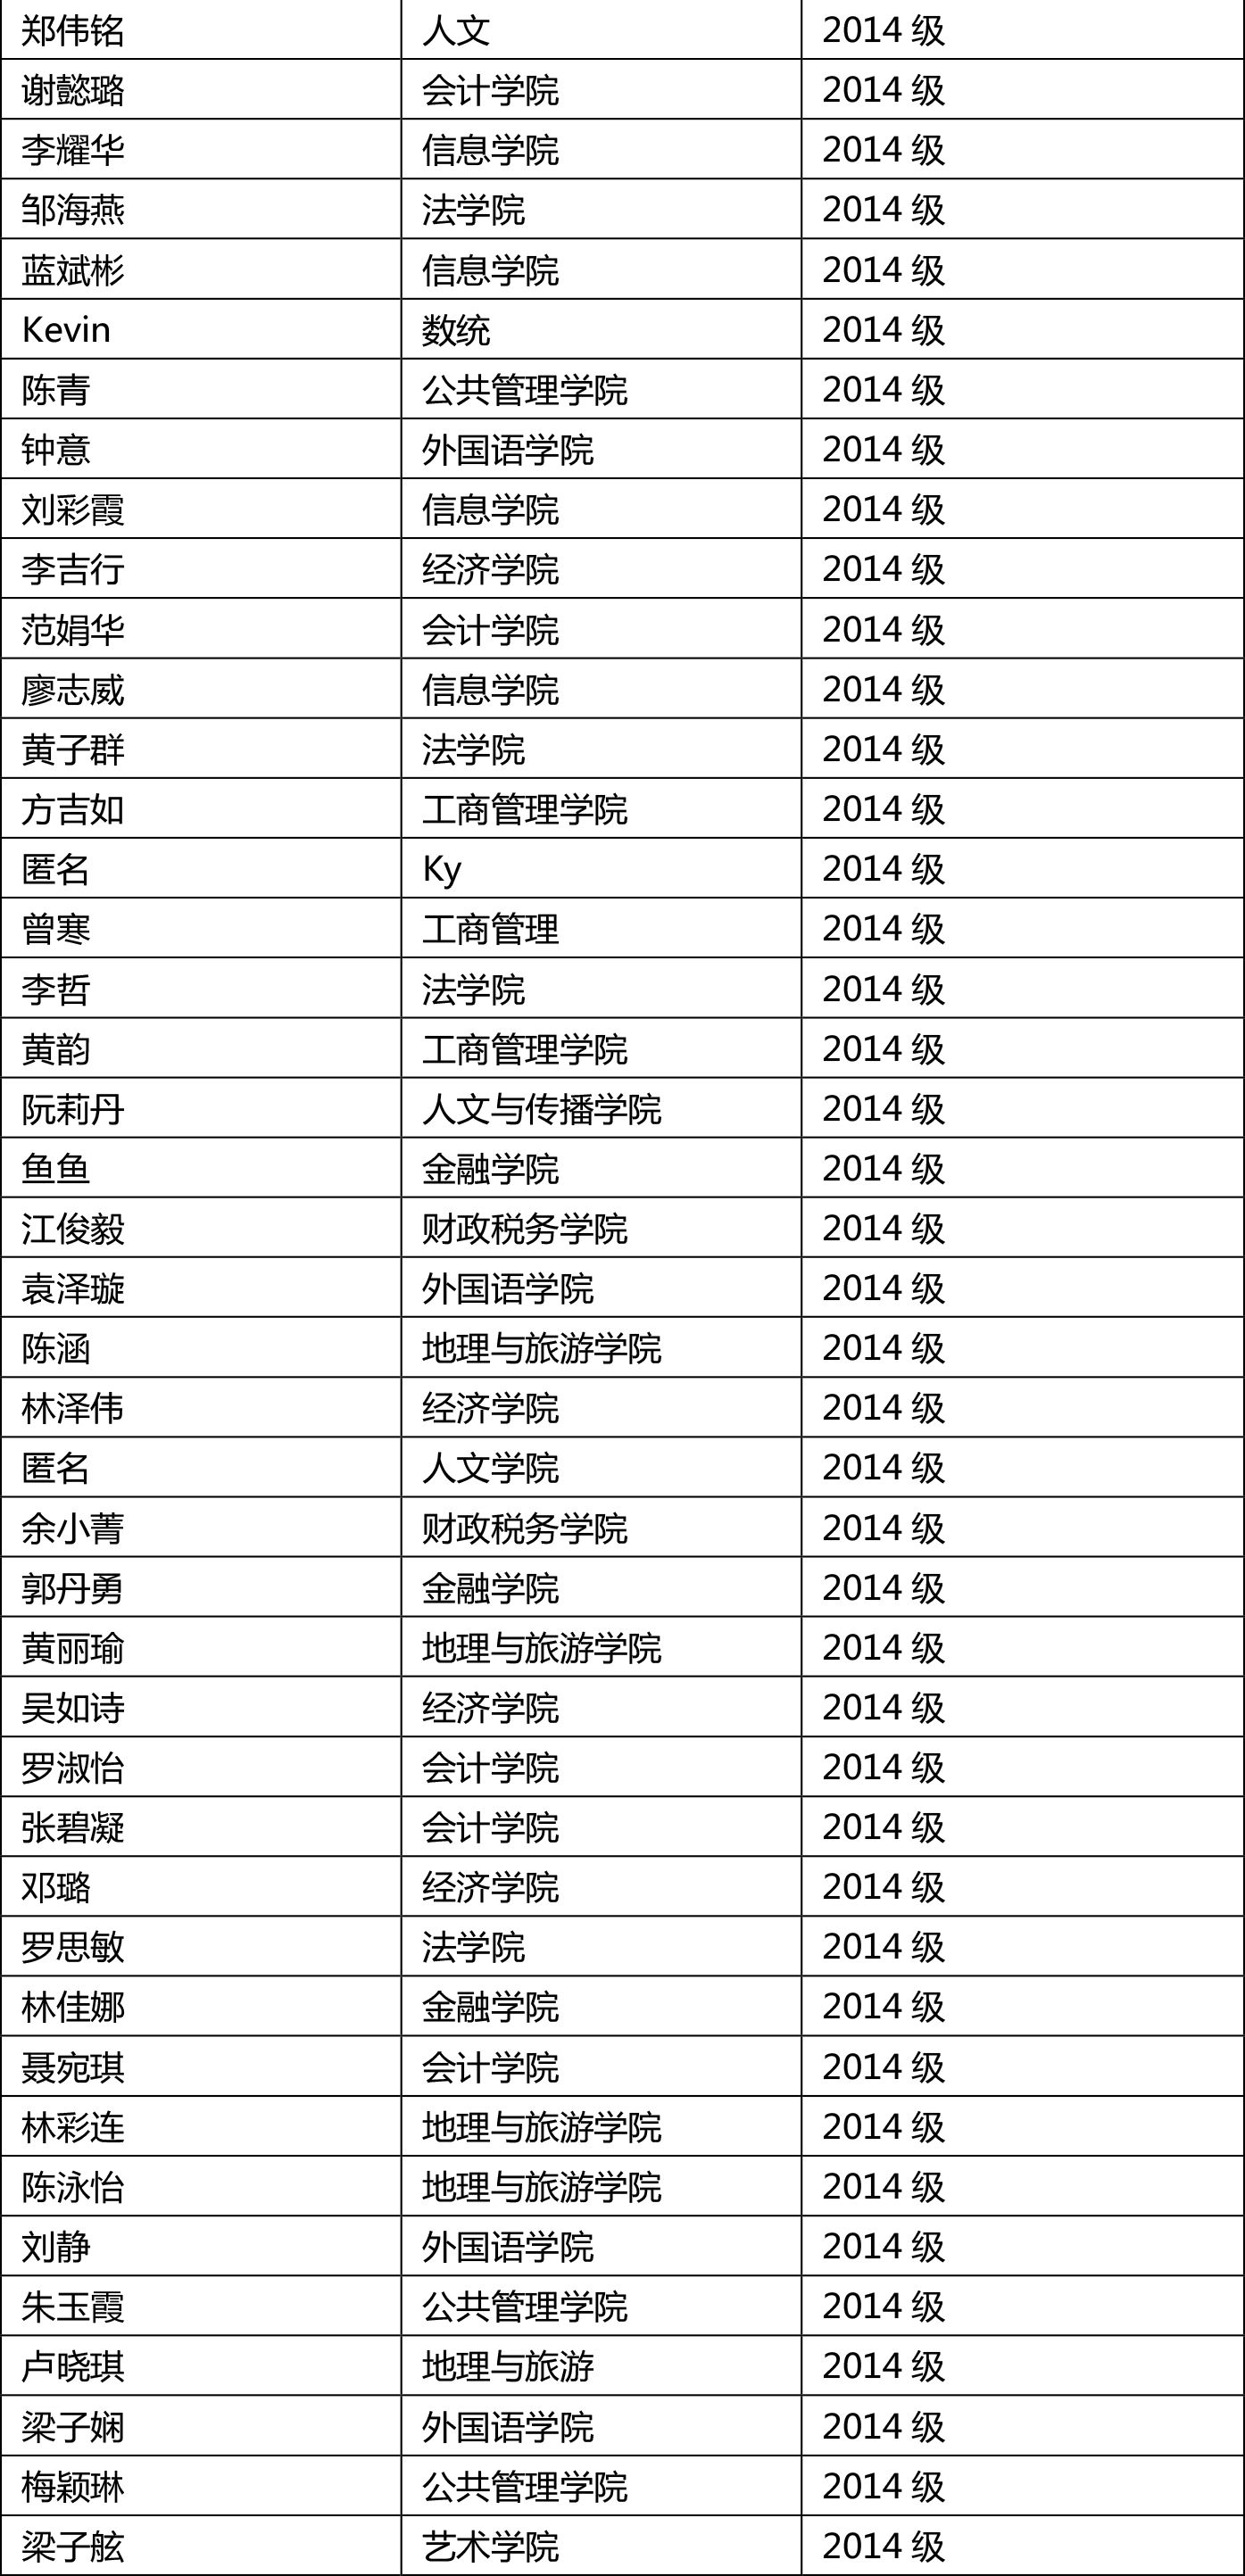 郑伟铭 人文 2014 级
谢懿璐 会计学院 2014 级
李耀华 信息学院 2014 级
邹海燕 法学院 2014 级
蓝斌彬 信息学院 2014 级
Kevin 数统 2014 级
陈青 公共管理学院 2014 级
钟意 外国语学院 2014 级
刘彩霞 信息学院 2014 级
李吉行 经济学院 2014 级
范娟华 会计学院 2014 级
廖志威 信息学院 2014 级
黄子群 法学院 2014 级
方吉如 工商管理学院 2014 级
匿名 Ky 2014 级
曾寒 工商管理 2014 级
李哲 法学院 2014 级
黄韵 工商管理学院 2014 级
阮莉丹 人文与传播学院 2014 级
鱼鱼 金融学院 2014 级
江俊毅 财政税务学院 2014 级
袁泽璇 外国语学院 2014 级
陈涵 地理与旅游学院 2014 级
林泽伟 经济学院 2014 级
匿名 人文学院 2014 级
余小菁 财政税务学院 2014 级
郭丹勇 金融学院 2014 级
黄丽瑜 地理与旅游学院 2014 级
吴如诗 经济学院 2014 级
罗淑怡 会计学院 2014 级
张碧凝 会计学院 2014 级
邓璐 经济学院 2014 级
罗思敏 法学院 2014 级
林佳娜 金融学院 2014 级
聂宛琪 会计学院 2014 级
林彩连 地理与旅游学院 2014 级
陈泳怡 地理与旅游学院 2014 级
刘静 外国语学院 2014 级
朱玉霞 公共管理学院 2014 级
卢晓琪 地理与旅游 2014 级
梁子娴 外国语学院 2014 级
梅颖琳 公共管理学院 2014 级
梁子舷 艺术学院 2014 级